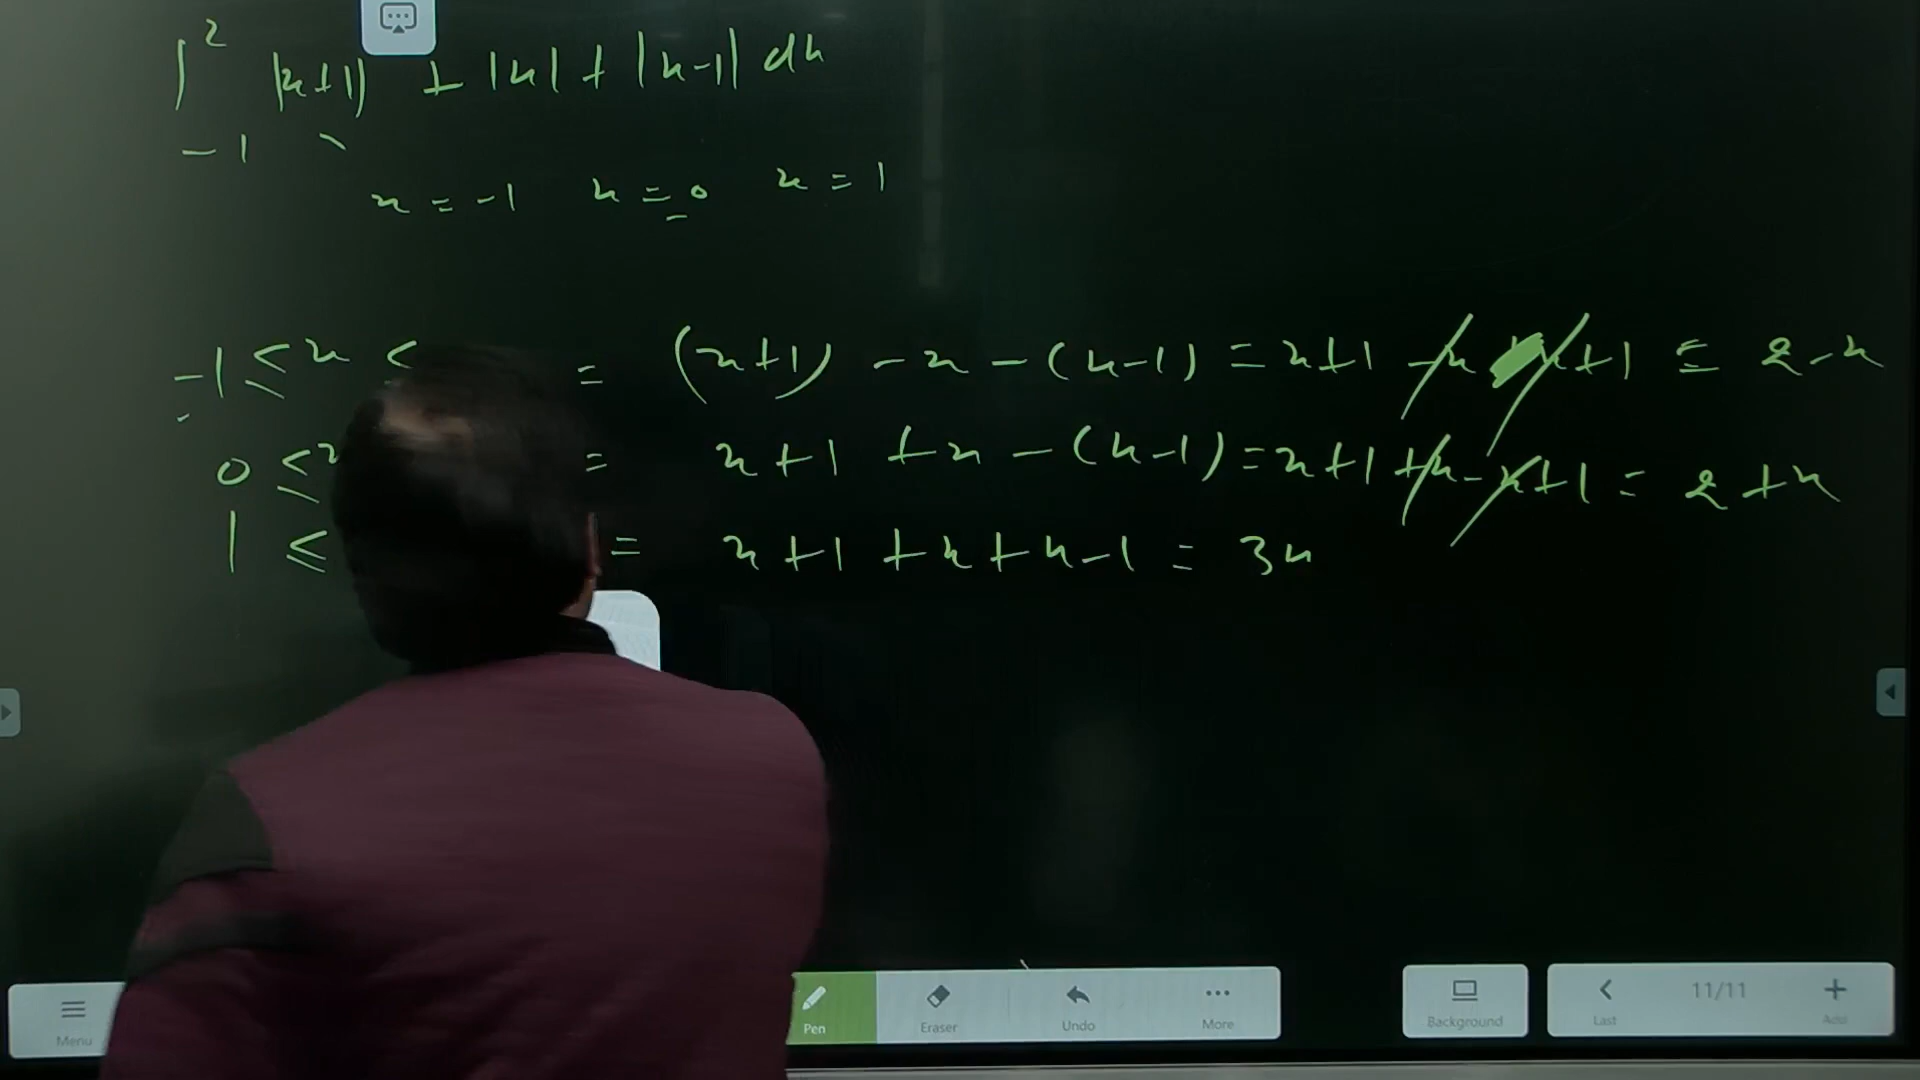 ∫ 2 |x+1| + |x| + |x-1| dx
-1
x = -1 x = 0 x = 1
-1 ≤ x ≤ = (x+1) - x - (x-1) = x+1 - x - x+1 = 2 - x
0 ≤ x = x+1 + x - (x-1) = x+1 + x - x+1 = 2 + x
1 ≤ = x+1 + x + x-1 = 3x
Menu Pen Eraser Undo More Background Last 11/11 Add